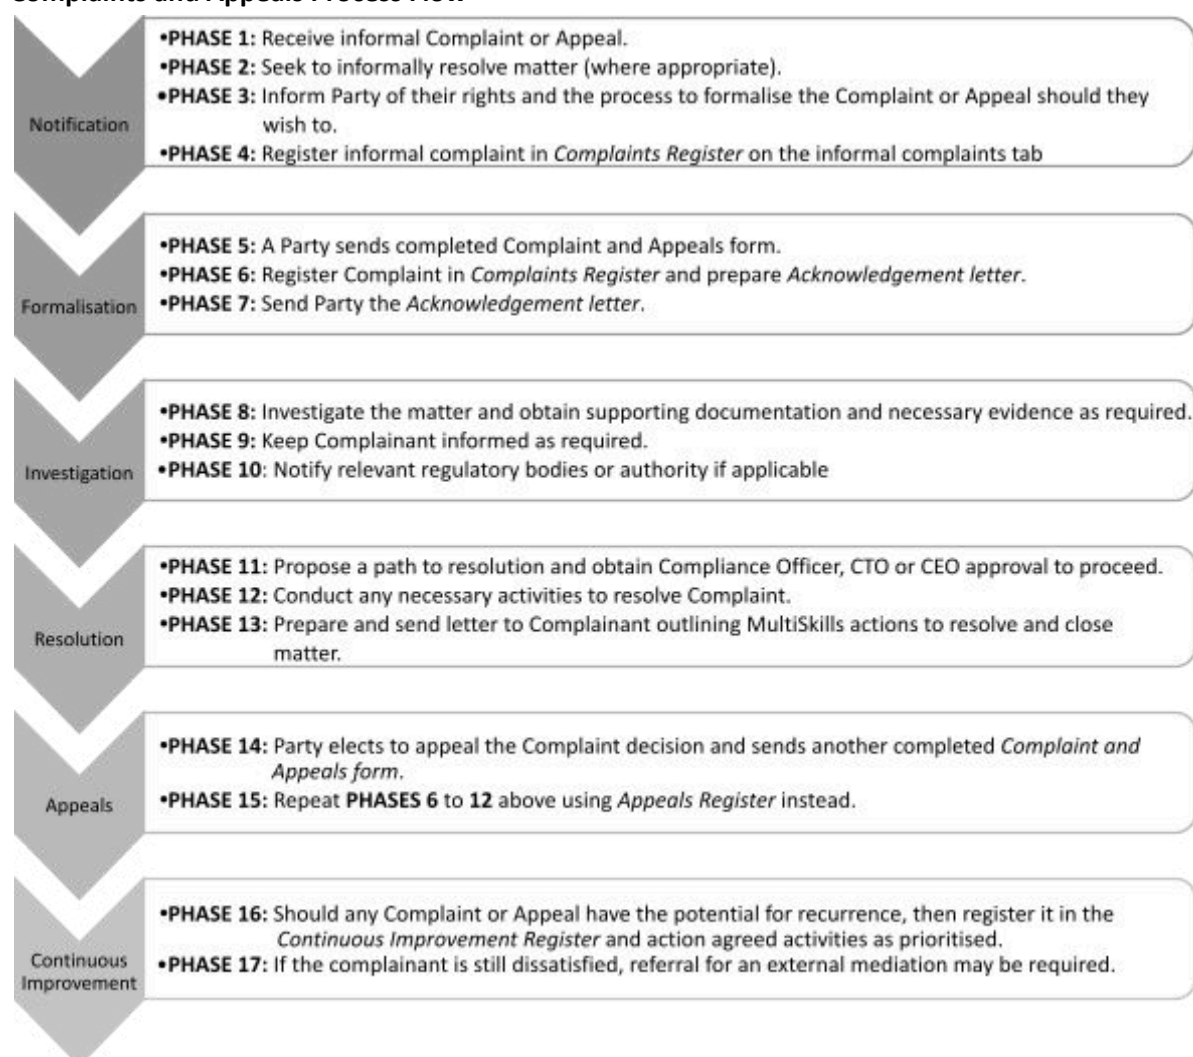 Complaints and Appeals Process Flow
Notification
•PHASE 1: Receive informal Complaint or Appeal.
•PHASE 2: Seek to informally resolve matter (where appropriate).
•PHASE 3: Inform Party of their rights and the process to formalise the Complaint or Appeal should they
wish to.
•PHASE 4: Register informal complaint in Complaints Register on the informal complaints tab
Formalisation
•PHASE 5: A Party sends completed Complaint and Appeals form.
•PHASE 6: Register Complaint in Complaints Register and prepare Acknowledgement letter.
•PHASE 7: Send Party the Acknowledgement letter.
Investigation
•PHASE 8: Investigate the matter and obtain supporting documentation and necessary evidence as required.
•PHASE 9: Keep Complainant informed as required.
•PHASE 10: Notify relevant regulatory bodies or authority if applicable
Resolution
•PHASE 11: Propose a path to resolution and obtain Compliance Officer, CTO or CEO approval to proceed.
•PHASE 12: Conduct any necessary activities to resolve Complaint.
•PHASE 13: Prepare and send letter to Complainant outlining MultiSkills actions to resolve and close
matter.
Appeals
•PHASE 14: Party elects to appeal the Complaint decision and sends another completed Complaint and
Appeals form.
•PHASE 15: Repeat PHASES 6 to 12 above using Appeals Register instead.
Continuous
Improvement
•PHASE 16: Should any Complaint or Appeal have the potential for recurrence, then register it in the
Continuous Improvement Register and action agreed activities as prioritised.
•PHASE 17: If the complainant is still dissatisfied, referral for an external mediation may be required.